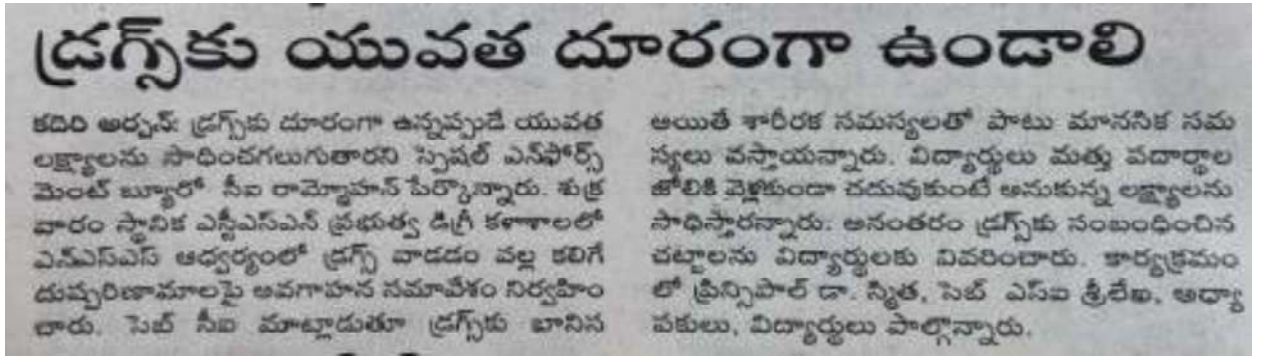 డ్రగ్స్‌కు యువత దూరంగా ఉండాలి
కదిరి అర్బన్: డ్రగ్స్‌కు దూరంగా ఉన్నప్పుడే యువత
లక్ష్యాలను సాధించగలుగుతారని స్పెషల్ ఎన్‌ఫోర్స్
మెంట్ బ్యూరో సీఐ రామ్మోహన్ పేర్కొన్నారు. శుక్ర
వారం స్థానిక ఎస్టీఎస్ఎన్ ప్రభుత్వ డిగ్రీ కళాశాలలో
ఎన్ఎస్ఎస్ ఆధ్వర్యంలో డ్రగ్స్ వాడడం వల్ల కలిగే
దుష్పరిణామాలపై అవగాహన సమావేశం నిర్వహిం
చారు. సెబ్ సీఐ మాట్లాడుతూ డ్రగ్స్‌కు బానిస
అయితే శారీరక సమస్యలతో పాటు మానసిక సమ
స్యలు వస్తాయన్నారు. విద్యార్థులు మత్తు పదార్థాల
జోలికి వెళ్లకుండా చదువుకుంటే అనుకున్న లక్ష్యాలను
సాధిస్తారన్నారు. అనంతరం డ్రగ్స్‌కు సంబంధించిన
చట్టాలను విద్యార్థులకు వివరించారు. కార్యక్రమం
లో ప్రిన్సిపాల్ డా. స్మిత, సెబ్ ఎస్ఐ శ్రీలేఖ, అధ్యా
పకులు, విద్యార్థులు పాల్గొన్నారు.